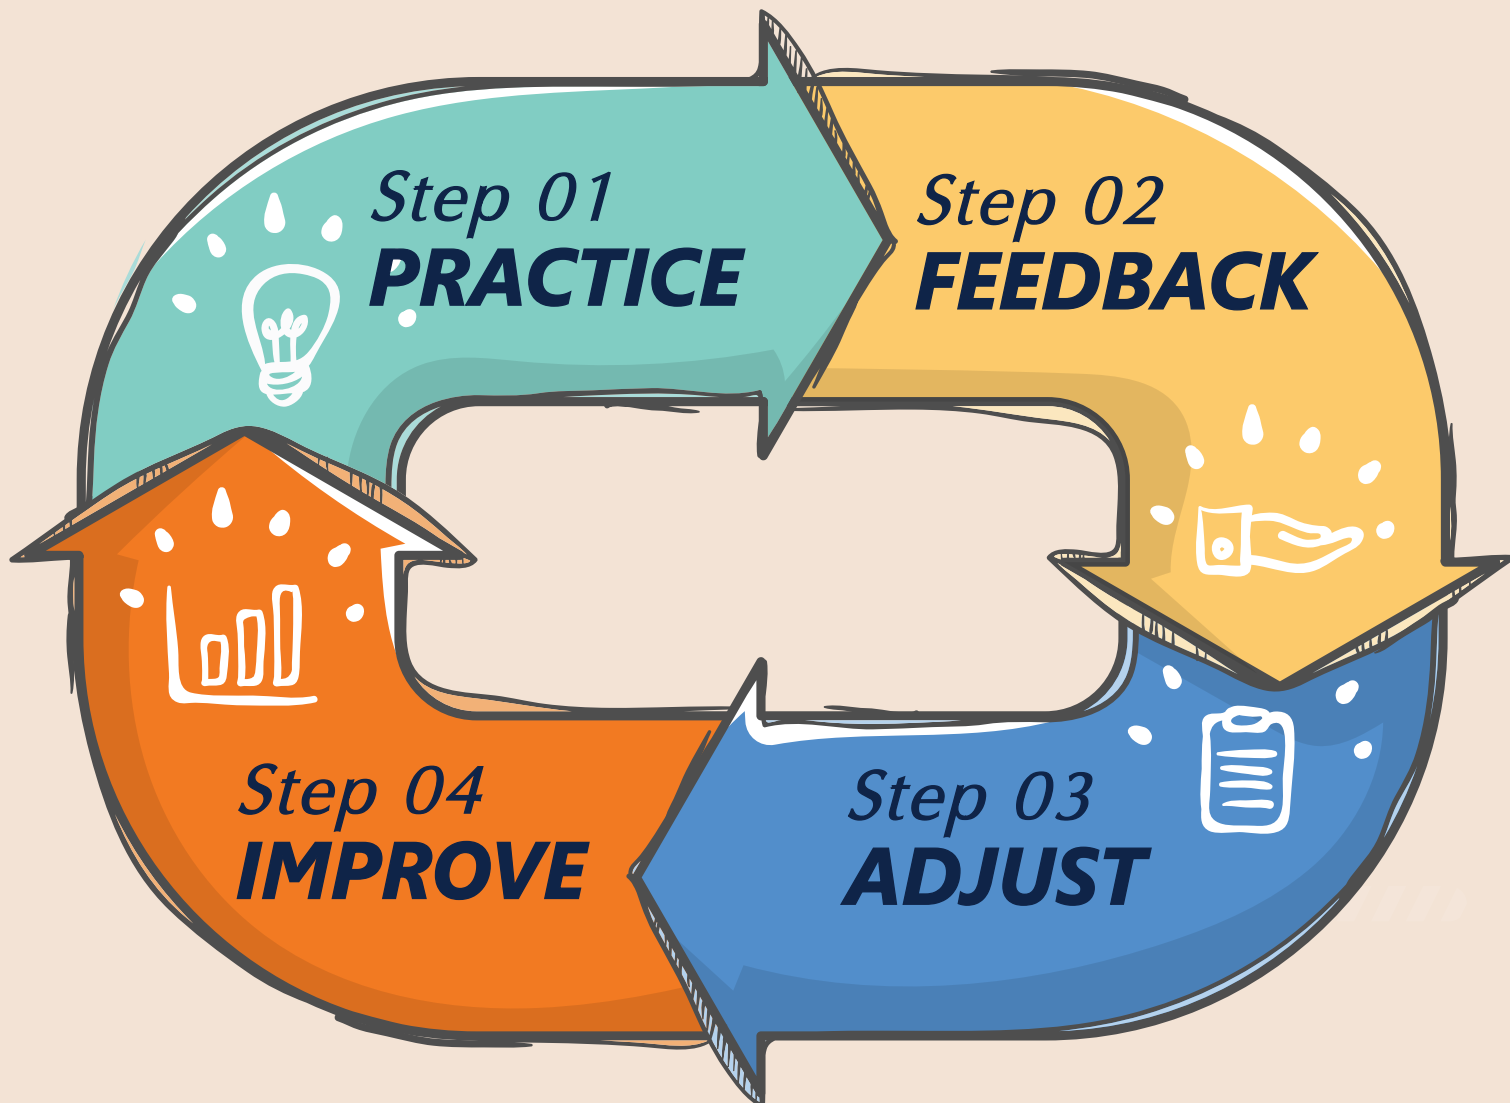 Step 01
PRACTICE
Step 02
FEEDBACK
Step 03
ADJUST
Step 04
IMPROVE